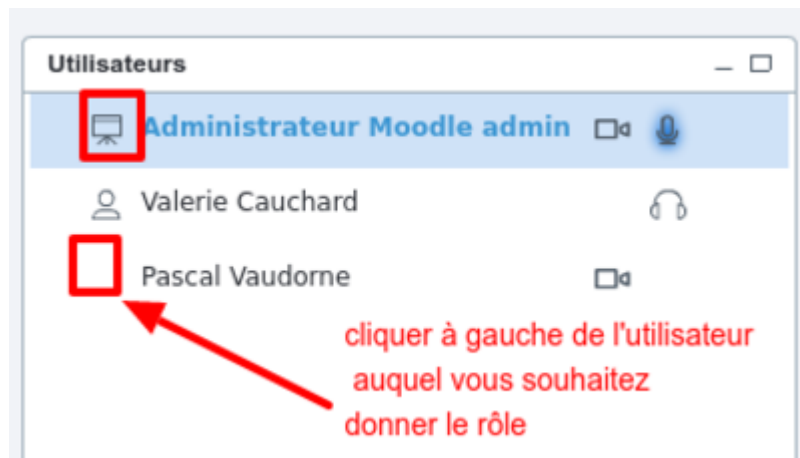 Utilisateurs
Administrateur Moodle admin
Valerie Cauchard
Pascal Vaudorne
cliquer à gauche de l'utilisateur
auquel vous souhaitez
donner le rôle